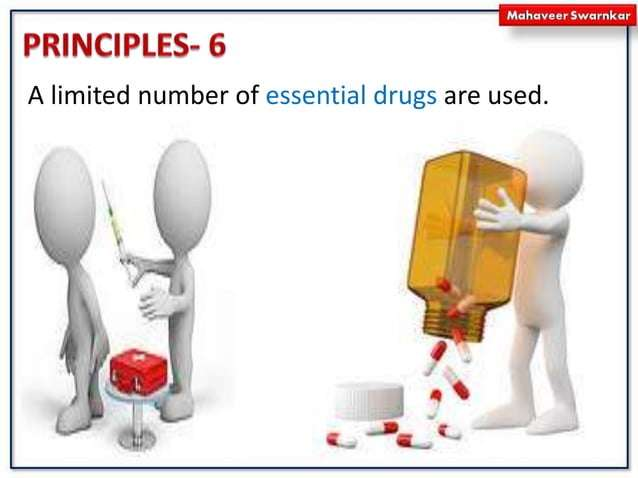 Mahaveer Swarnkar
PRINCIPLES- 6
A limited number of essential drugs are used.